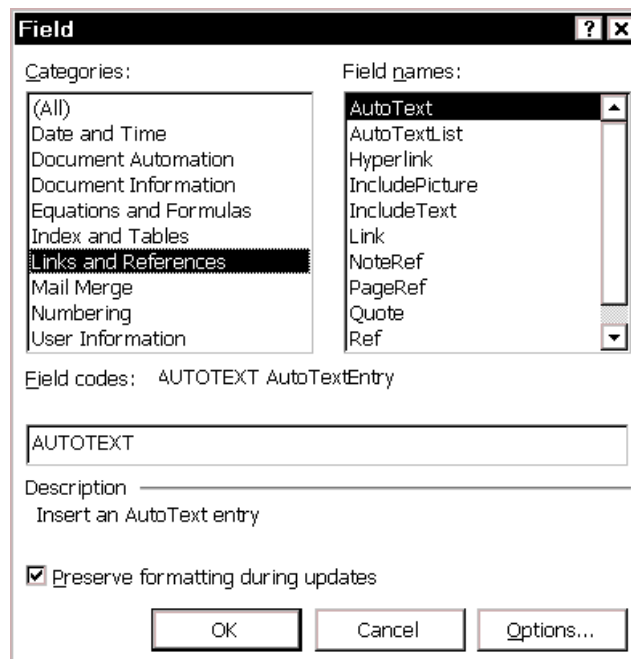 Field
Categories:
(All)
Date and Time
Document Automation
Document Information
Equations and Formulas
Index and Tables
Links and References
Mail Merge
Numbering
User Information
Field names:
AutoText
AutoTextList
Hyperlink
IncludePicture
IncludeText
Link
NoteRef
PageRef
Quote
Ref
Field codes: AUTOTEXT AutoTextEntry
AUTOTEXT
Description
Insert an AutoText entry
Preserve formatting during updates
OK Cancel Options...